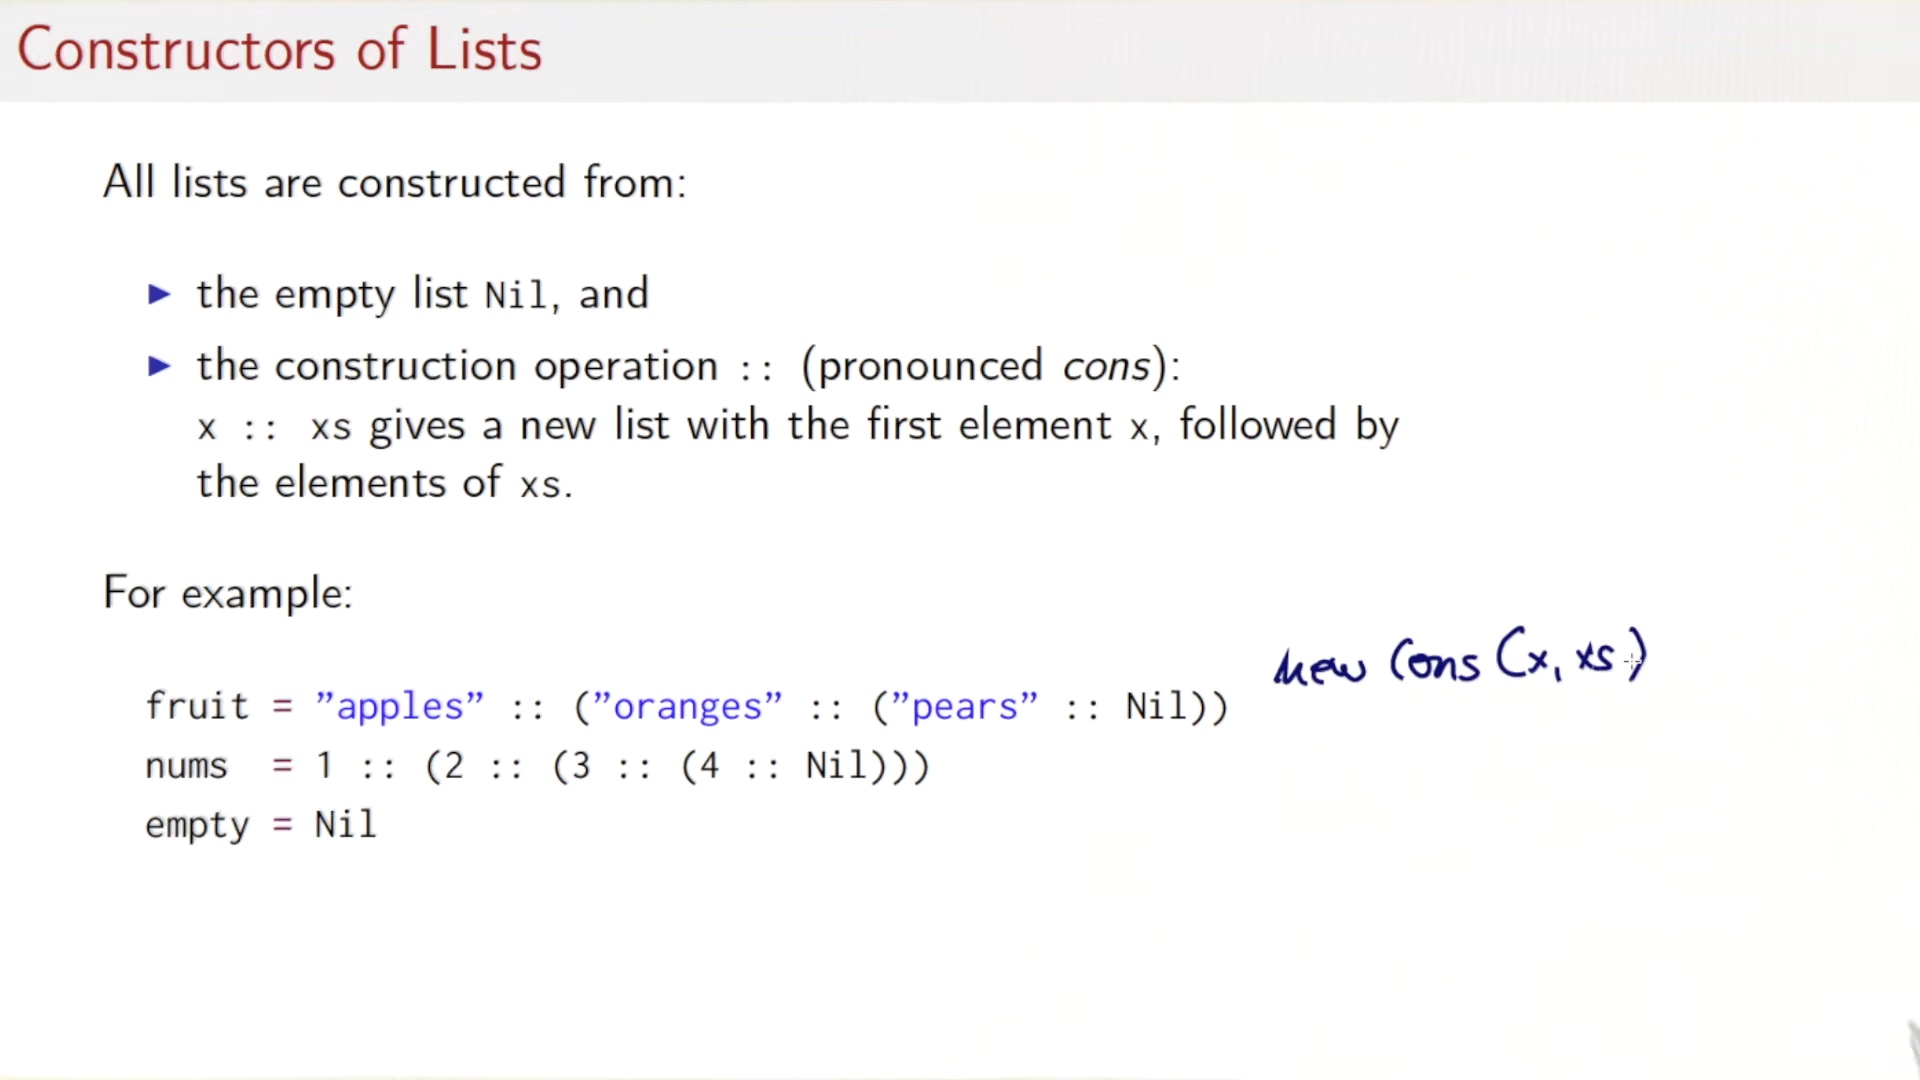 Constructors of Lists
All lists are constructed from:
▶ the empty list Nil, and
▶ the construction operation :: (pronounced cons):
x :: xs gives a new list with the first element x, followed by
the elements of xs.
For example:
new Cons (x, xs)
fruit = ”apples” :: (”oranges” :: (”pears” :: Nil))
nums = 1 :: (2 :: (3 :: (4 :: Nil)))
empty = Nil